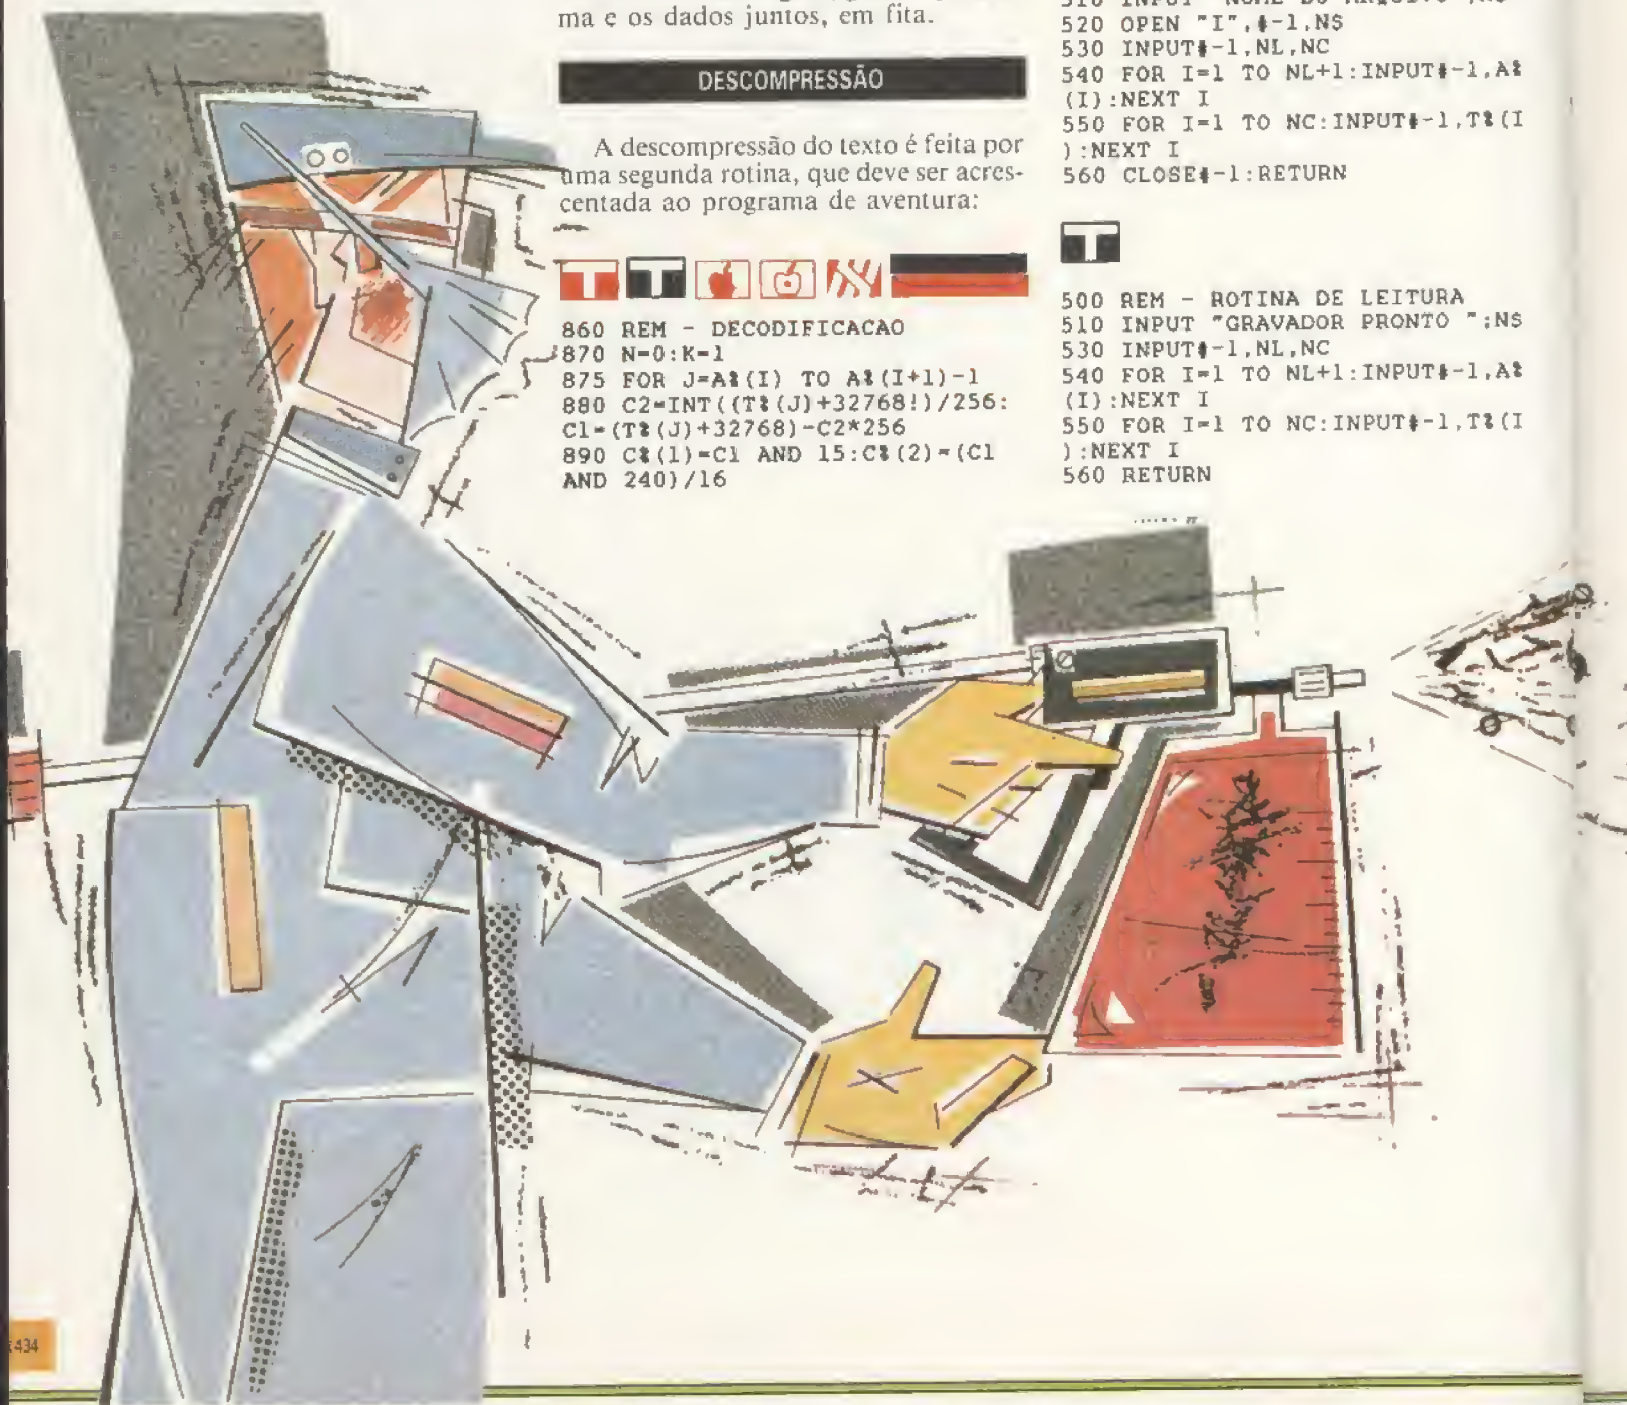 ma e os dados juntos, em fita.
DESCOMPRESSÃO
A descompressão do texto é feita por
uma segunda rotina, que deve ser acres-
centada ao programa de aventura:
T T
860 REM - DECODIFICACAO
870 N=0:K=1
875 FOR J=A%(I) TO A%(I+1)-1
880 C2=INT((T%(J)+32768!)/256:
C1=(T%(J)+32768)-C2*256
890 C%(1)=C1 AND 15:C%(2)=(C1
AND 240)/16
520 OPEN "I",#-1,N$
530 INPUT#-1,NL,NC
540 FOR I=1 TO NL+1:INPUT#-1,A%
(I):NEXT I
550 FOR I=1 TO NC:INPUT#-1,T%(I
):NEXT I
560 CLOSE#-1:RETURN
T
500 REM - ROTINA DE LEITURA
510 INPUT "GRAVADOR PRONTO ";N$
530 INPUT#-1,NL,NC
540 FOR I=1 TO NL+1:INPUT#-1,A%
(I):NEXT I
550 FOR I=1 TO NC:INPUT#-1,T%(I
):NEXT I
560 RETURN
434